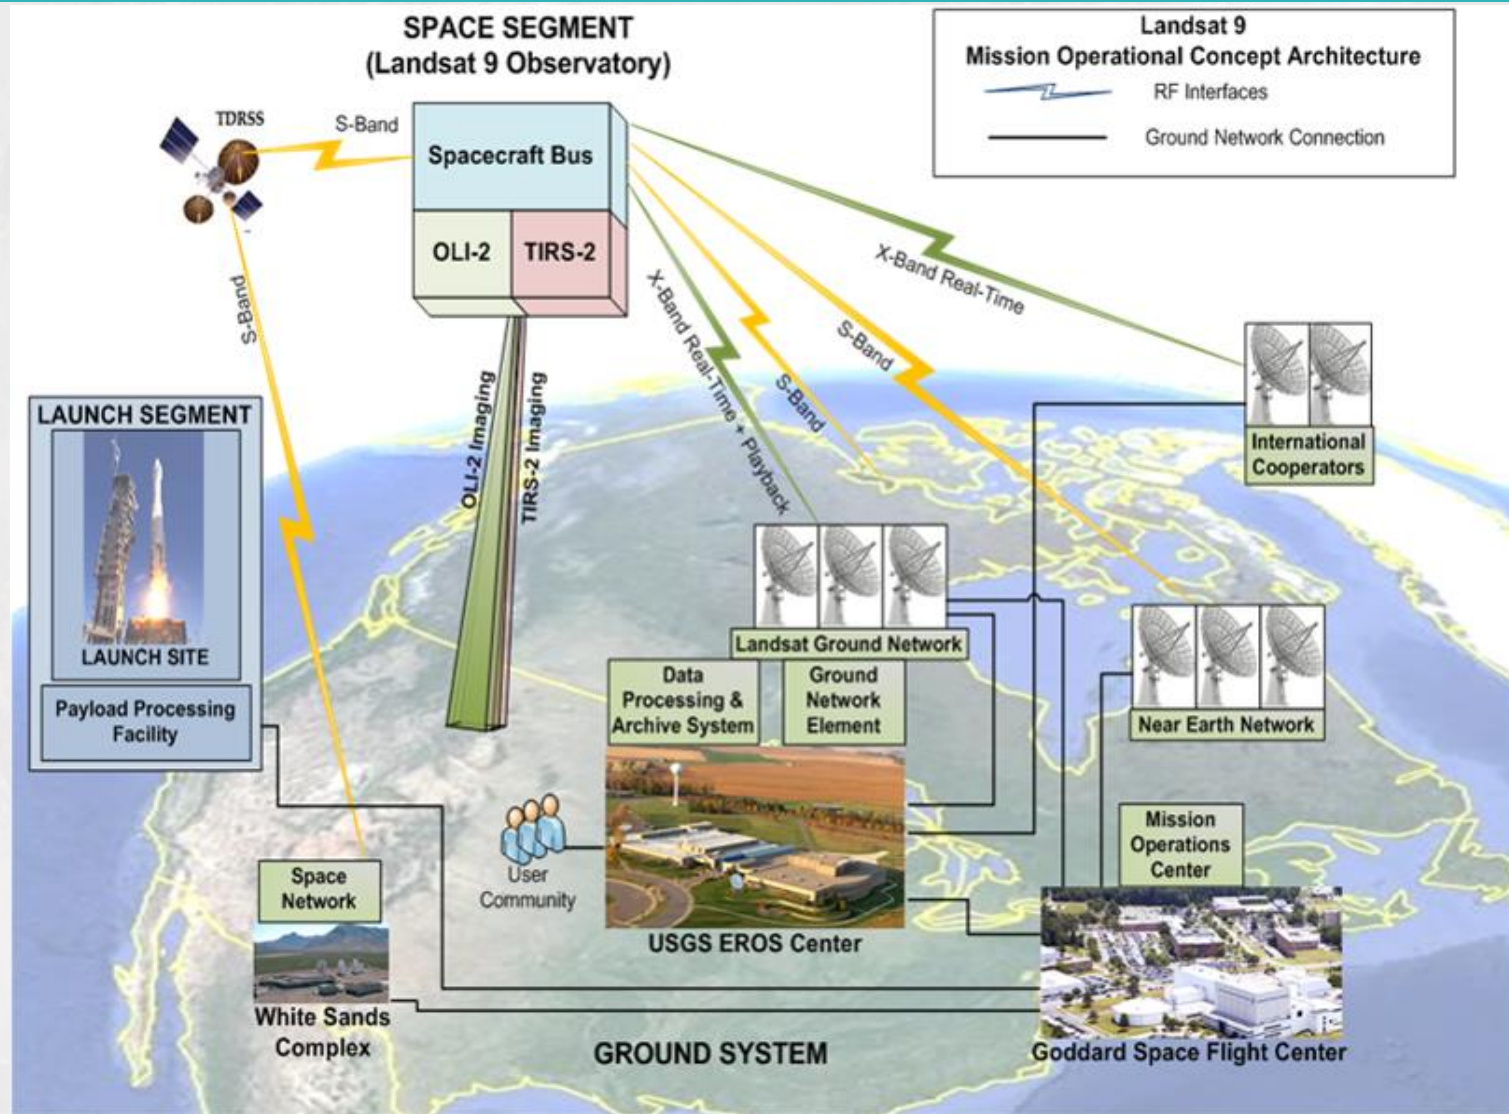 SPACE SEGMENT
(Landsat 9 Observatory)
Landsat 9
Mission Operational Concept Architecture
RF Interfaces
Ground Network Connection
TDRSS
S-Band
Spacecraft Bus
OLI-2
TIRS-2
X-Band Real-Time
S-Band
X-Band Real-Time + Playback
S-Band
S-Band
OLI-2 Imaging
TIRS-2 Imaging
International
Cooperators
LAUNCH SEGMENT
LAUNCH SITE
Payload Processing
Facility
Landsat Ground Network
Data
Processing &
Archive System
Ground
Network
Element
Near Earth Network
Mission
Operations
Center
User
Community
Space
Network
USGS EROS Center
White Sands
Complex
GROUND SYSTEM
Goddard Space Flight Center